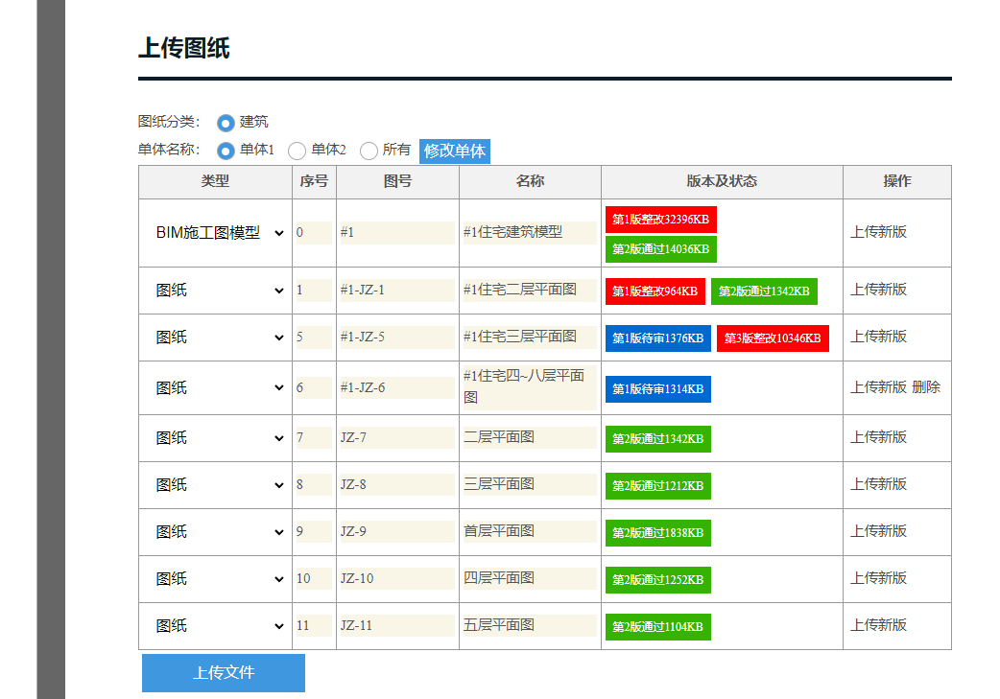 上传图纸
图纸分类： 建筑
单体名称： 单体1 单体2 所有 修改单体
类型 序号 图号 名称 版本及状态 操作
BIM施工图模型 0 #1 #1住宅建筑模型 第1版整改32396KB 上传新版
第2版通过14036KB
图纸 1 #1-JZ-1 #1住宅二层平面图 第1版整改964KB 第2版通过1342KB 上传新版
图纸 5 #1-JZ-5 #1住宅三层平面图 第1版待审1376KB 第3版整改10346KB 上传新版
图纸 6 #1-JZ-6 #1住宅四~八层平面 第1版待审1314KB 上传新版 删除
图
图纸 7 JZ-7 二层平面图 第2版通过1342KB 上传新版
图纸 8 JZ-8 三层平面图 第2版通过1212KB 上传新版
图纸 9 JZ-9 首层平面图 第2版通过1838KB 上传新版
图纸 10 JZ-10 四层平面图 第2版通过1252KB 上传新版
图纸 11 JZ-11 五层平面图 第2版通过1104KB 上传新版
上传文件